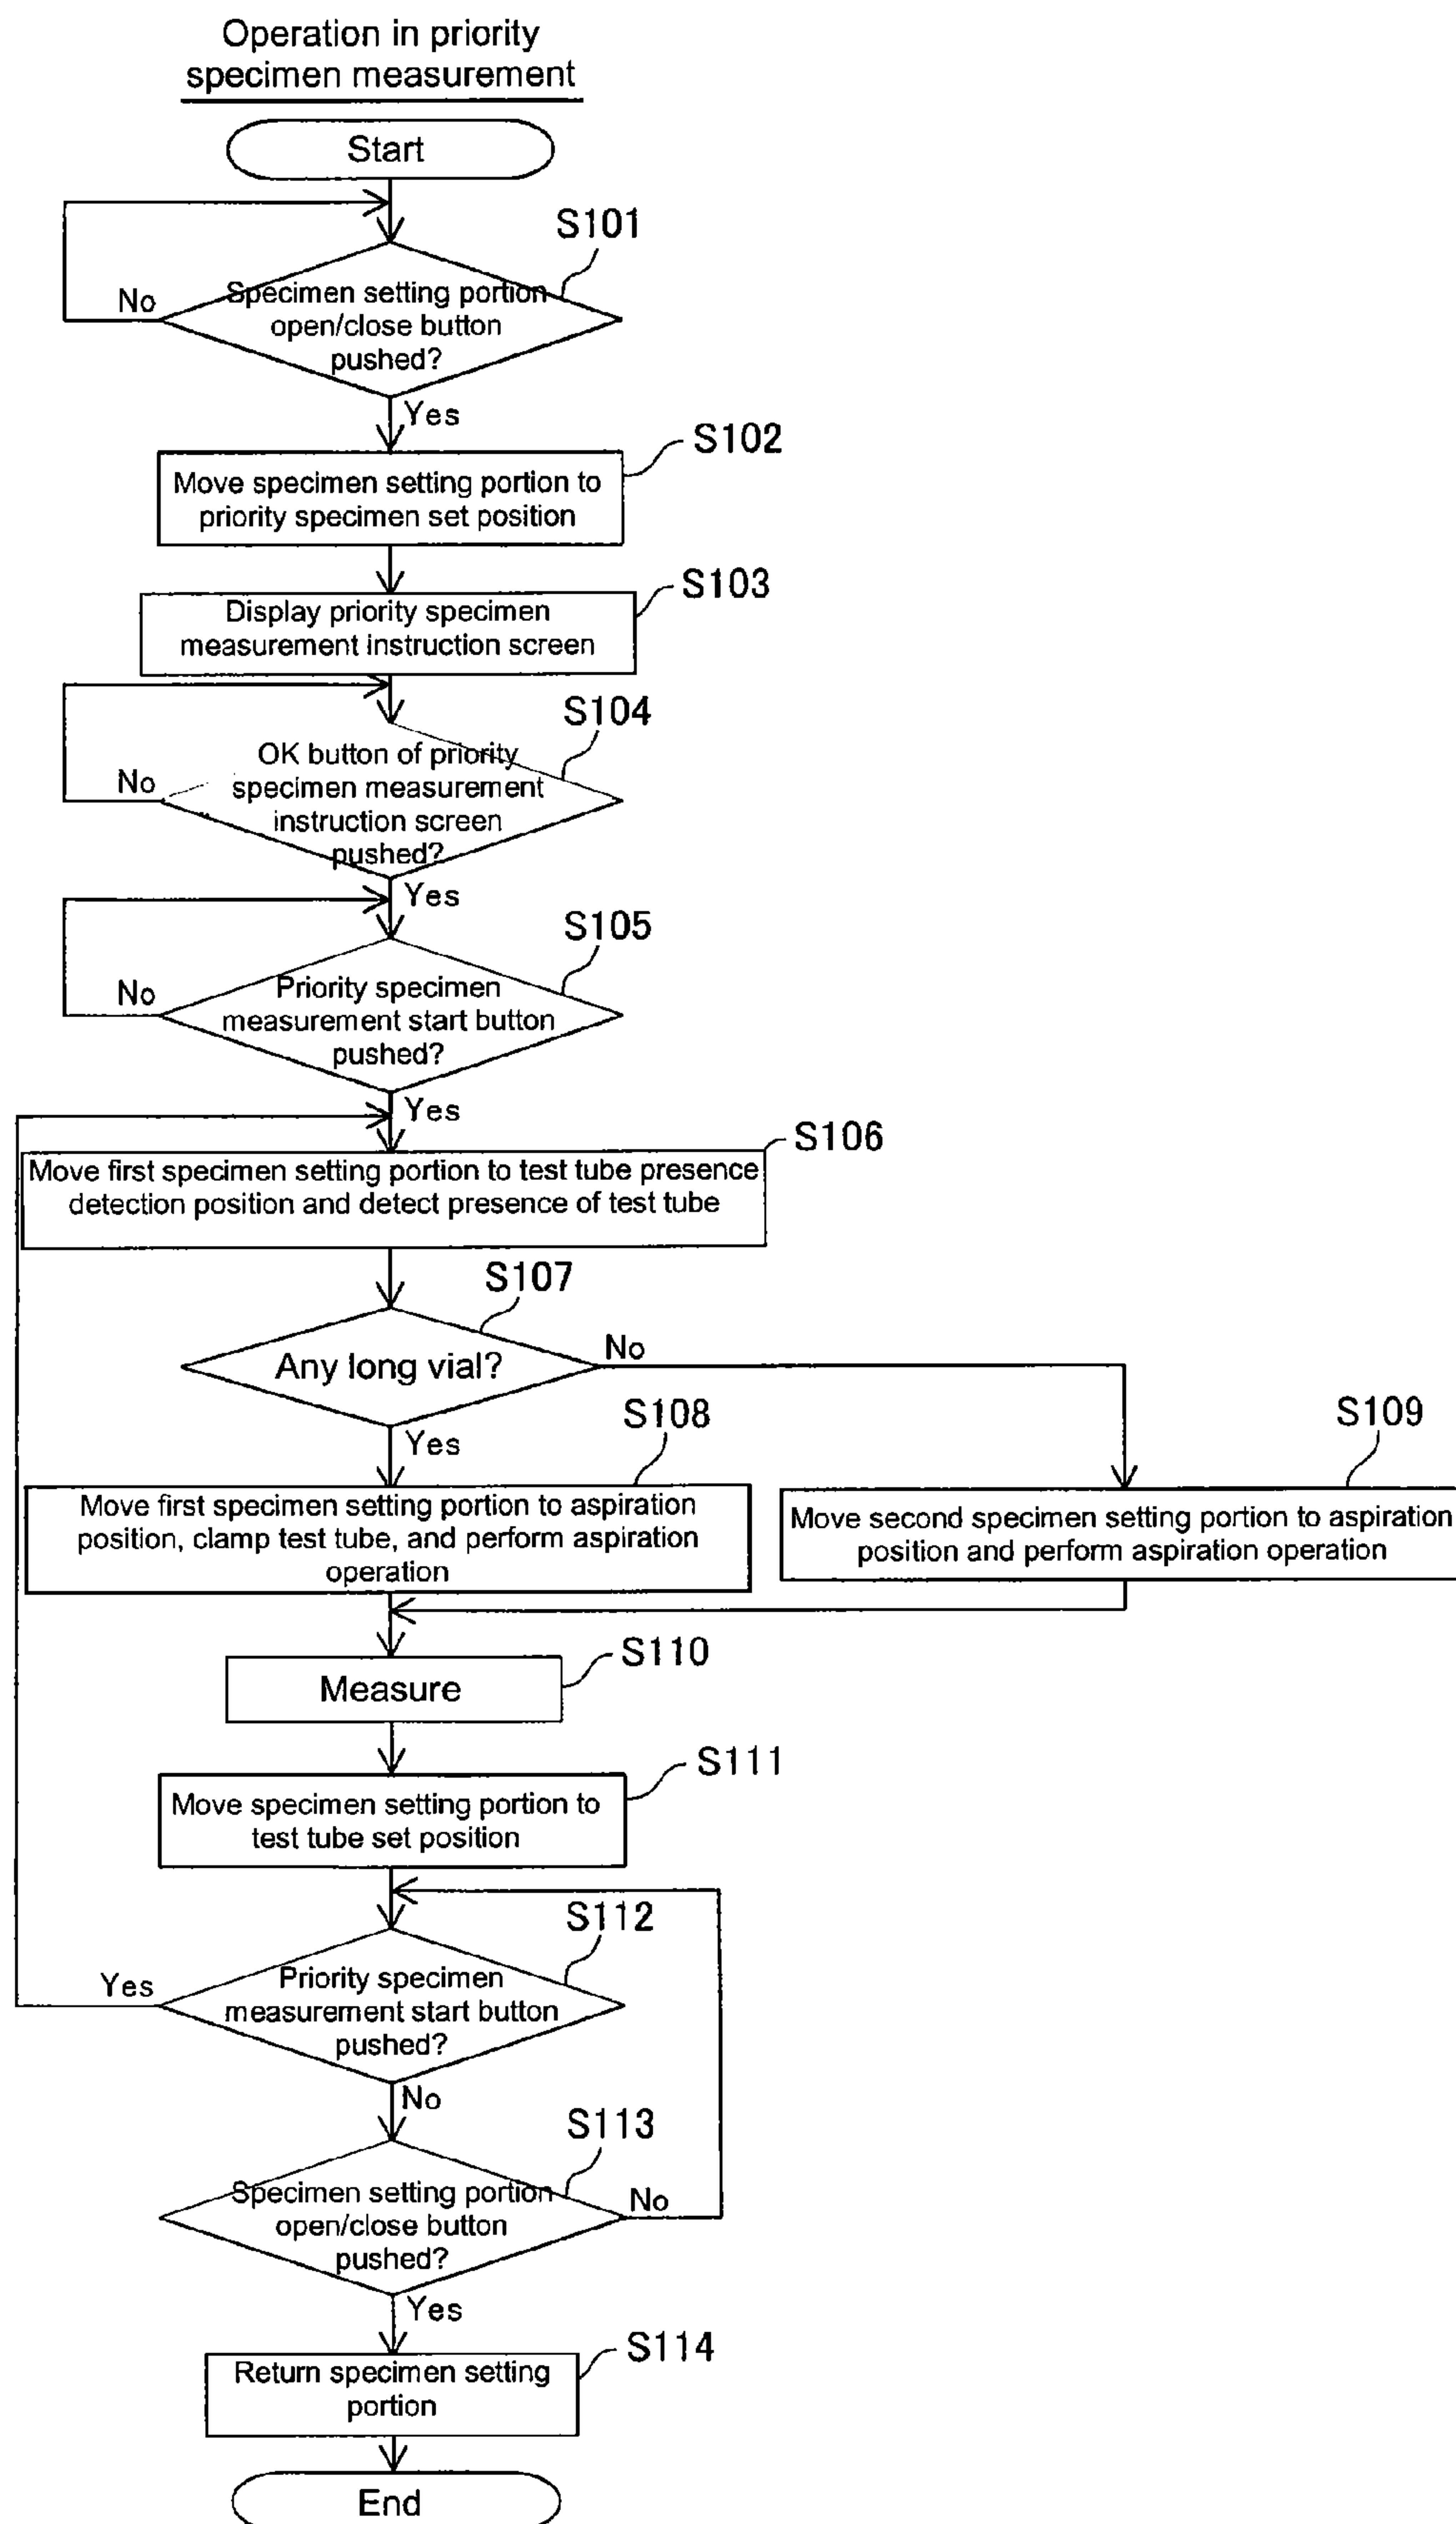 Operation in priority
specimen measurement
Start
S101
Specimen setting portion
open/close button
pushed?
No
Yes
S102
Move specimen setting portion to
priority specimen set position
S103
Display priority specimen
measurement instruction screen
S104
OK button of priority
specimen measurement
instruction screen
pushed?
No
Yes
S105
Priority specimen
measurement start button
pushed?
No
Yes
S106
Move first specimen setting portion to test tube presence
detection position and detect presence of test tube
S107
Any long vial?
No
Yes
S108
Move first specimen setting portion to aspiration
position, clamp test tube, and perform aspiration
operation
S109
Move second specimen setting portion to aspiration
position and perform aspiration operation
S110
Measure
S111
Move specimen setting portion to
test tube set position
S112
Priority specimen
measurement start button
pushed?
Yes
No
S113
Specimen setting portion
open/close button
pushed?
No
Yes
S114
Return specimen setting
portion
End